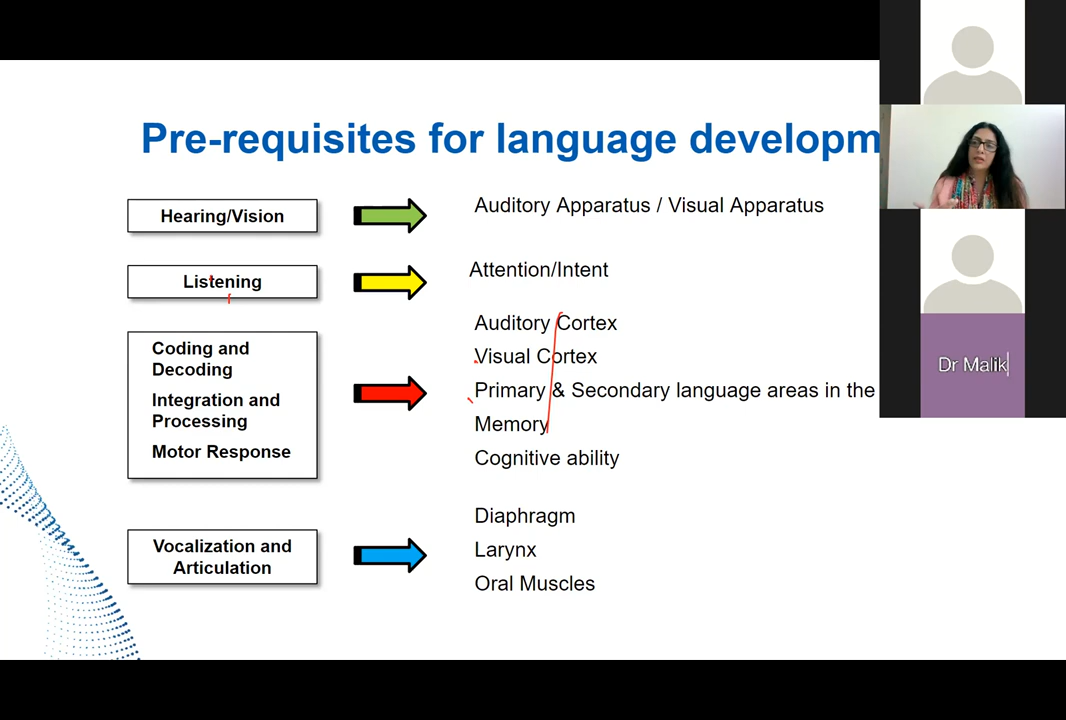 Pre-requisites for language developm
Hearing/Vision
Auditory Apparatus / Visual Apparatus
Listening
Attention/Intent
Coding and
Decoding
Integration and
Processing
Motor Response
Auditory Cortex
Visual Cortex
Primary & Secondary language areas in the
Memory
Cognitive ability
Vocalization and
Articulation
Diaphragm
Larynx
Oral Muscles
Dr Malik